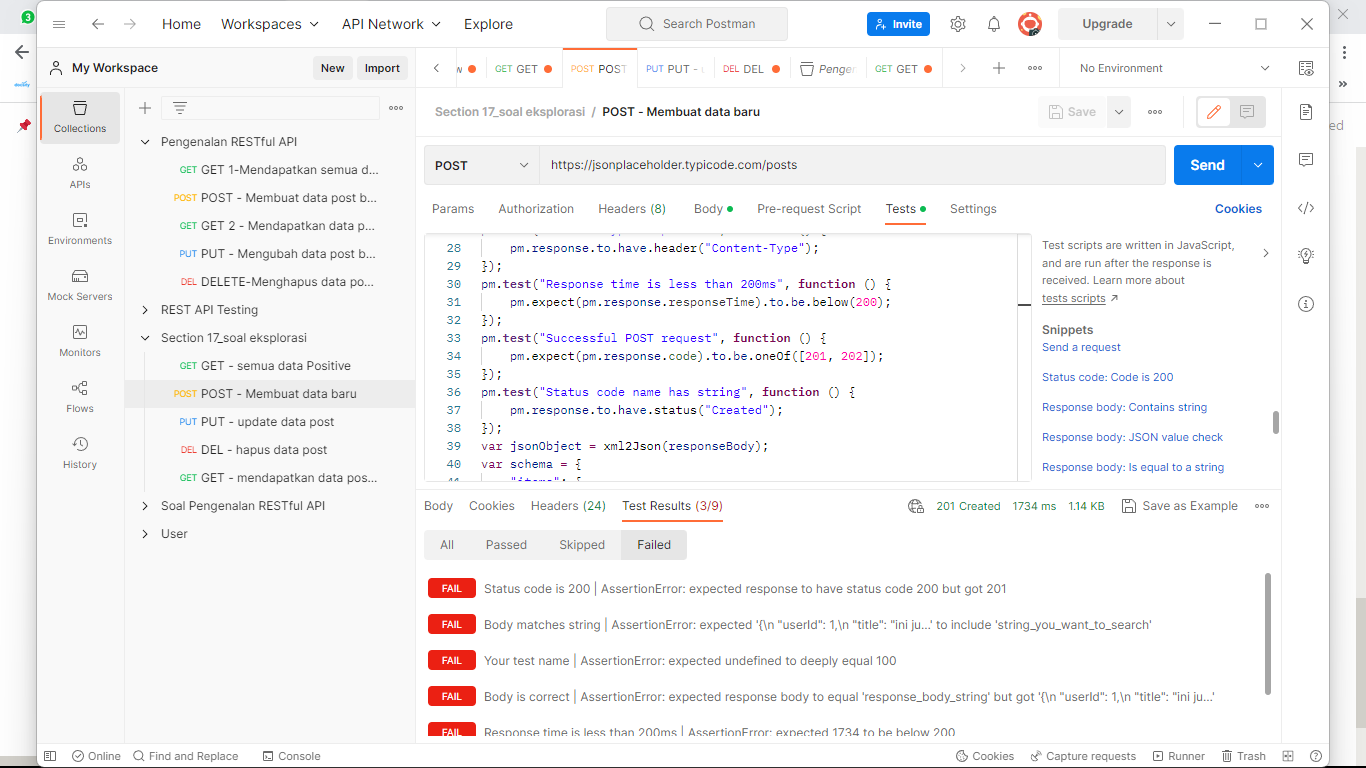 3
Home
Workspaces
API Network
Explore
Search Postman
Invite
Upgrade
My Workspace
New
Import
GET GET
POST POST
PUT PUT -
DEL DEL
Penger
GET GET
No Environment
Collections
APIs
Environments
Mock Servers
Monitors
Flows
History
Pengenalan RESTful API
GET GET 1-Mendapatkan semua d...
POST POST - Membuat data post b...
GET GET 2 - Mendapatkan data p...
PUT PUT - Mengubah data post b...
DEL DELETE-Menghapus data po...
REST API Testing
Section 17_soal eksplorasi
GET GET - semua data Positive
POST POST - Membuat data baru
PUT PUT - update data post
DEL DEL - hapus data post
GET GET - mendapatkan data pos...
Soal Pengenalan RESTful API
User
Section 17_soal eksplorasi / POST - Membuat data baru
Save
POST
https://jsonplaceholder.typicode.com/posts
Send
Params
Authorization
Headers (8)
Body
Pre-request Script
Tests
Settings
Cookies
28 pm.response.to.have.header("Content-Type");
29 });
30 pm.test("Response time is less than 200ms", function () {
31 pm.expect(pm.response.responseTime).to.be.below(200);
32 });
33 pm.test("Successful POST request", function () {
34 pm.expect(pm.response.code).to.be.oneOf([201, 202]);
35 });
36 pm.test("Status code name has string", function () {
37 pm.response.to.have.status("Created");
38 });
39 var jsonObject = xml2Json(responseBody);
40 var schema = {
41 "items": {
Test scripts are written in JavaScript,
and are run after the response is
received. Learn more about
tests scripts ↗
Snippets
Send a request
Status code: Code is 200
Response body: Contains string
Response body: JSON value check
Response body: Is equal to a string
Body
Cookies
Headers (24)
Test Results (3/9)
201 Created
1734 ms
1.14 KB
Save as Example
All
Passed
Skipped
Failed
FAIL Status code is 200 | AssertionError: expected response to have status code 200 but got 201
FAIL Body matches string | AssertionError: expected '{\n "userId": 1,\n "title": "ini ju...' to include 'string_you_want_to_search'
FAIL Your test name | AssertionError: expected undefined to deeply equal 100
FAIL Body is correct | AssertionError: expected response body to equal 'response_body_string' but got '{\n "userId": 1,\n "title": "ini ju...'
FAIL Response time is less than 200ms | AssertionError: expected 1734 to be below 200
Online
Find and Replace
Console
Cookies
Capture requests
Runner
Trash